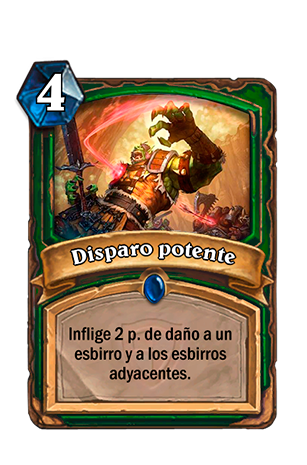 4
Disparo potente
Inflige 2 p. de daño a un
esbirro y a los esbirros
adyacentes.